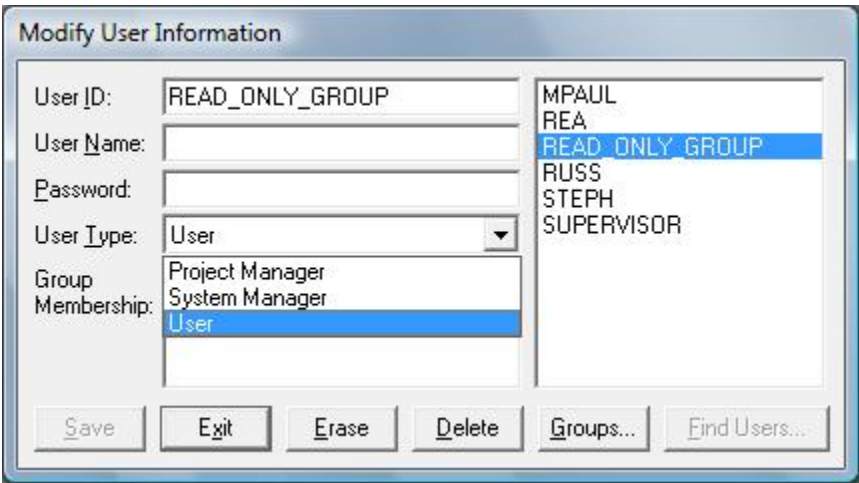 Modify User Information
User ID: READ_ONLY_GROUP
User Name:
Password:
User Type: User
Project Manager
System Manager
User
Group
Membership:
MPAUL
REA
READ_ONLY_GROUP
RUSS
STEPH
SUPERVISOR
Save Exit Erase Delete Groups... Find Users...